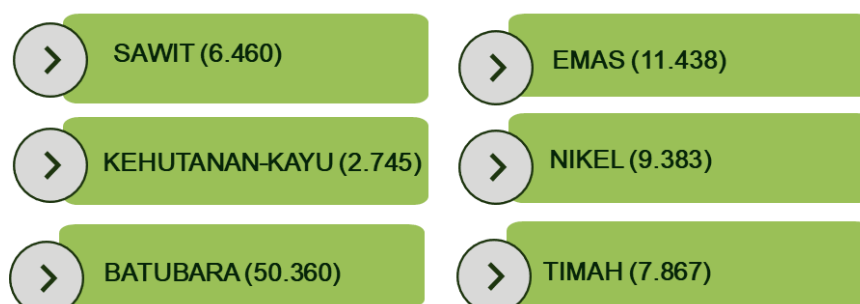 SAWIT (6.460)
EMAS (11.438)
KEHUTANAN-KAYU (2.745)
NIKEL (9.383)
BATUBARA (50.360)
TIMAH (7.867)